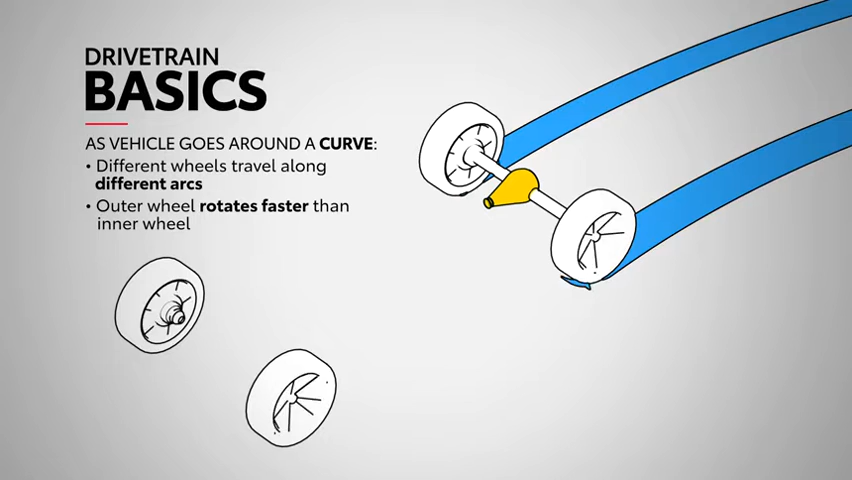 DRIVETRAIN
BASICS
AS VEHICLE GOES AROUND A CURVE:
• Different wheels travel along
different arcs
• Outer wheel rotates faster than
inner wheel